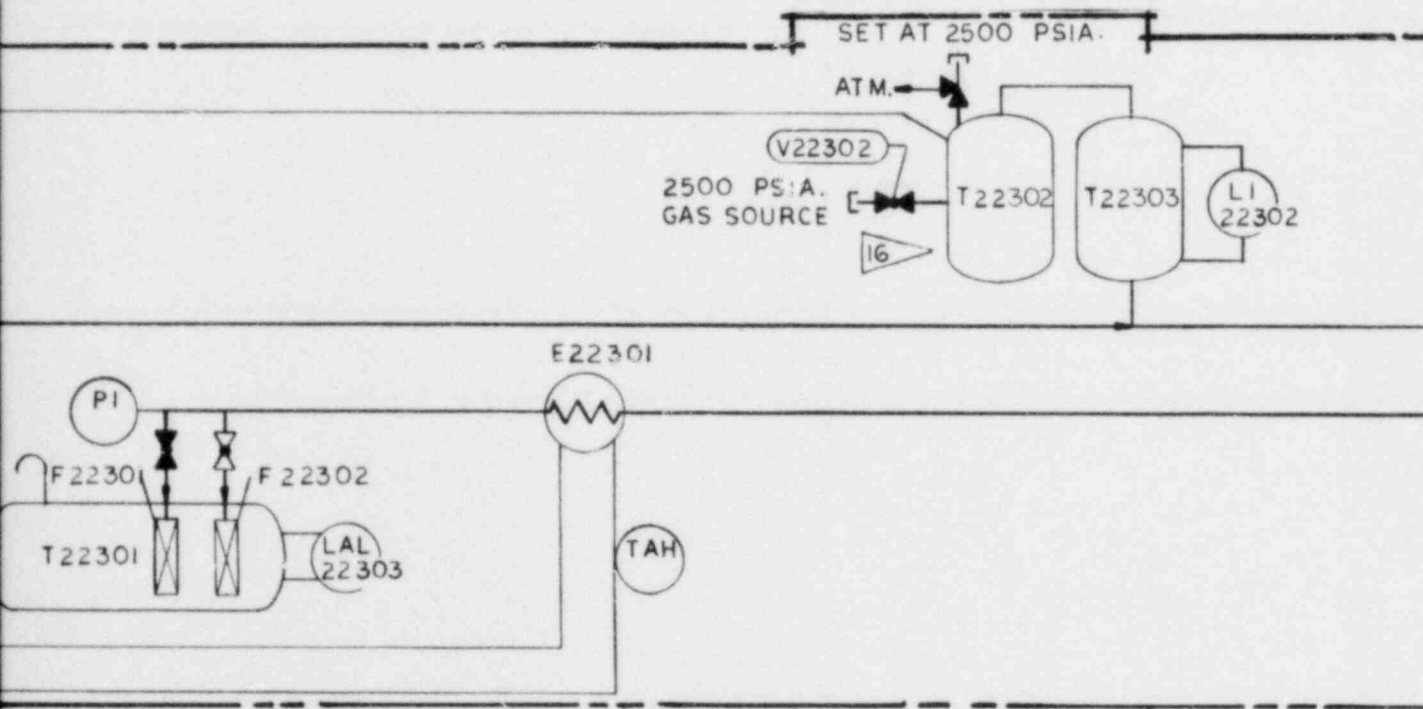 SET AT 2500 PSIA.
ATM.
V22302
2500 PS:A.
GAS SOURCE
T22302
T22303
LI
22302
16
E22301
PI
F22301
F22302
T22301
LAL
22303
TAH